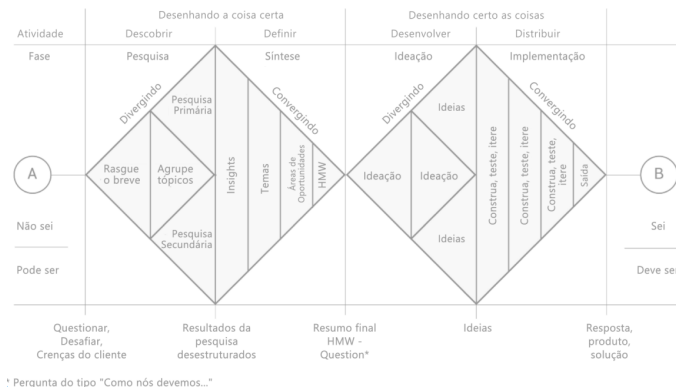 Desenhando a coisa certa
Desenhando certo as coisas
Atividade
Descobrir
Definir
Desenvolver
Distribuir
Fase
Pesquisa
Síntese
Ideação
Implementação
Divergindo
Convergindo
Divergindo
Convergindo
A
Rasgue
o breve
Agrupe
tópicos
Pesquisa
Primária
Pesquisa
Secundária
Insights
Temas
Áreas de
Oportunidades
HMW
Ideação
Ideação
Ideias
Ideias
Construa, teste, itere
Construa, teste, itere
Construa, teste,
itere
Saída
B
Não sei
Pode ser
Sei
Deve ser
Questionar,
Desafiar,
Crenças do cliente
Resultados da
pesquisa
desestruturados
Resumo final
HMW -
Question*
Ideias
Resposta,
produto,
solução
* Pergunta do tipo "Como nós devemos..."